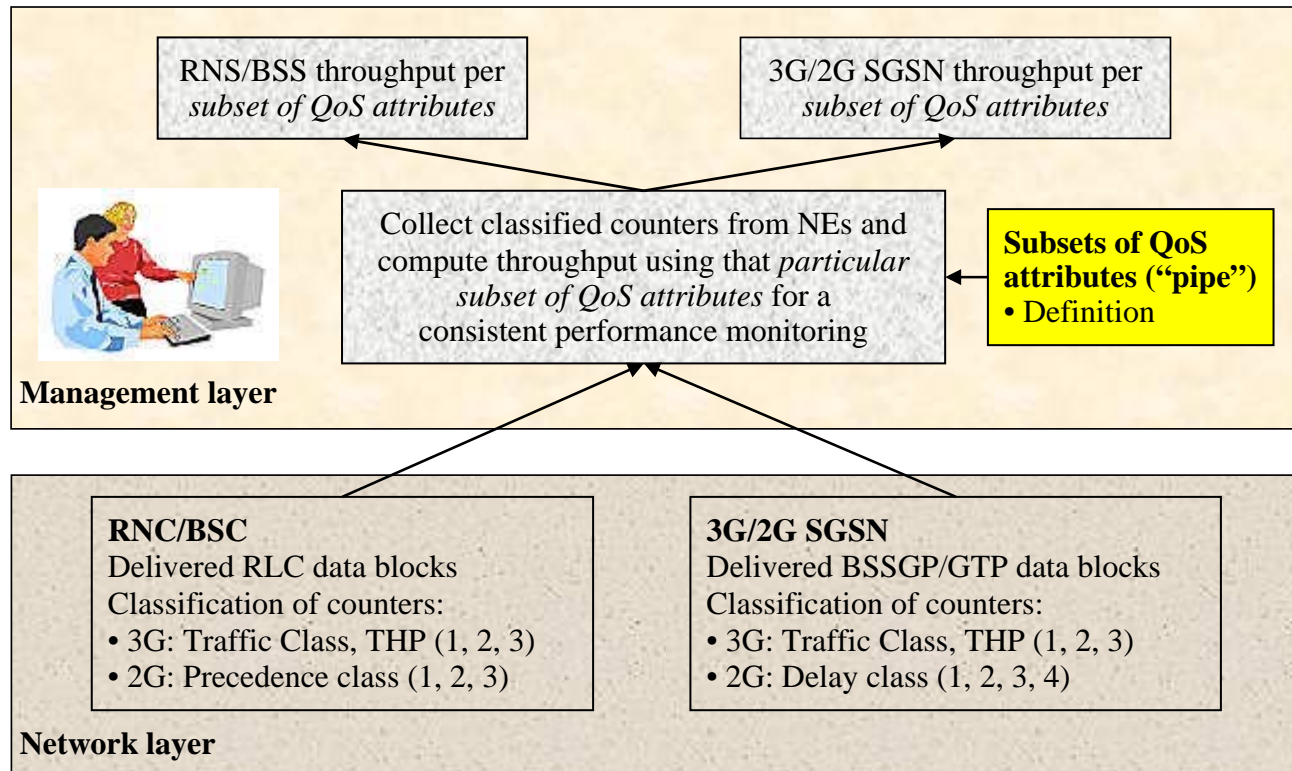 RNS/BSS throughput per
subset of QoS attributes
3G/2G SGSN throughput per
subset of QoS attributes
Collect classified counters from NEs and
compute throughput using that particular
subset of QoS attributes for a
consistent performance monitoring
Subsets of QoS
attributes (“pipe”)
• Definition
Management layer
RNC/BSC
Delivered RLC data blocks
Classification of counters:
• 3G: Traffic Class, THP (1, 2, 3)
• 2G: Precedence class (1, 2, 3)
3G/2G SGSN
Delivered BSSGP/GTP data blocks
Classification of counters:
• 3G: Traffic Class, THP (1, 2, 3)
• 2G: Delay class (1, 2, 3, 4)
Network layer